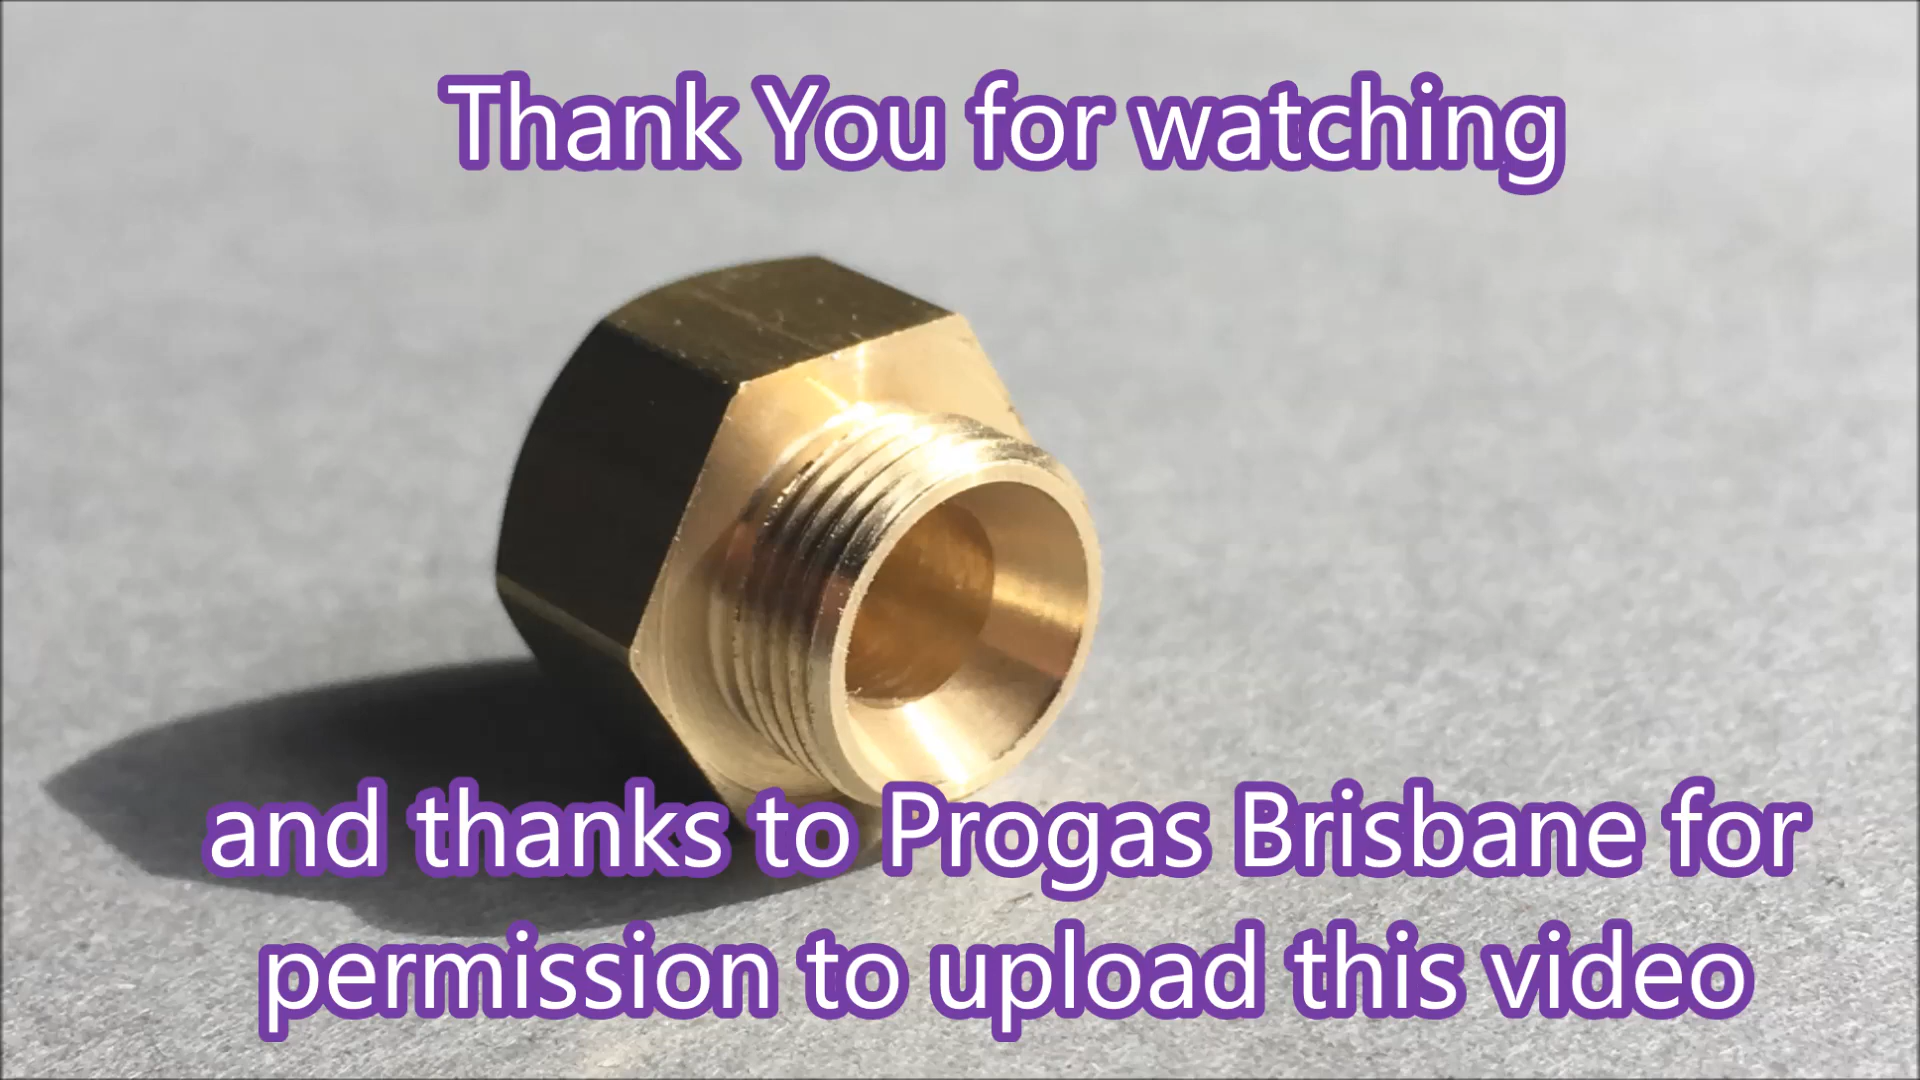 Thank You for watching
and thanks to Progas Brisbane for
permission to upload this video